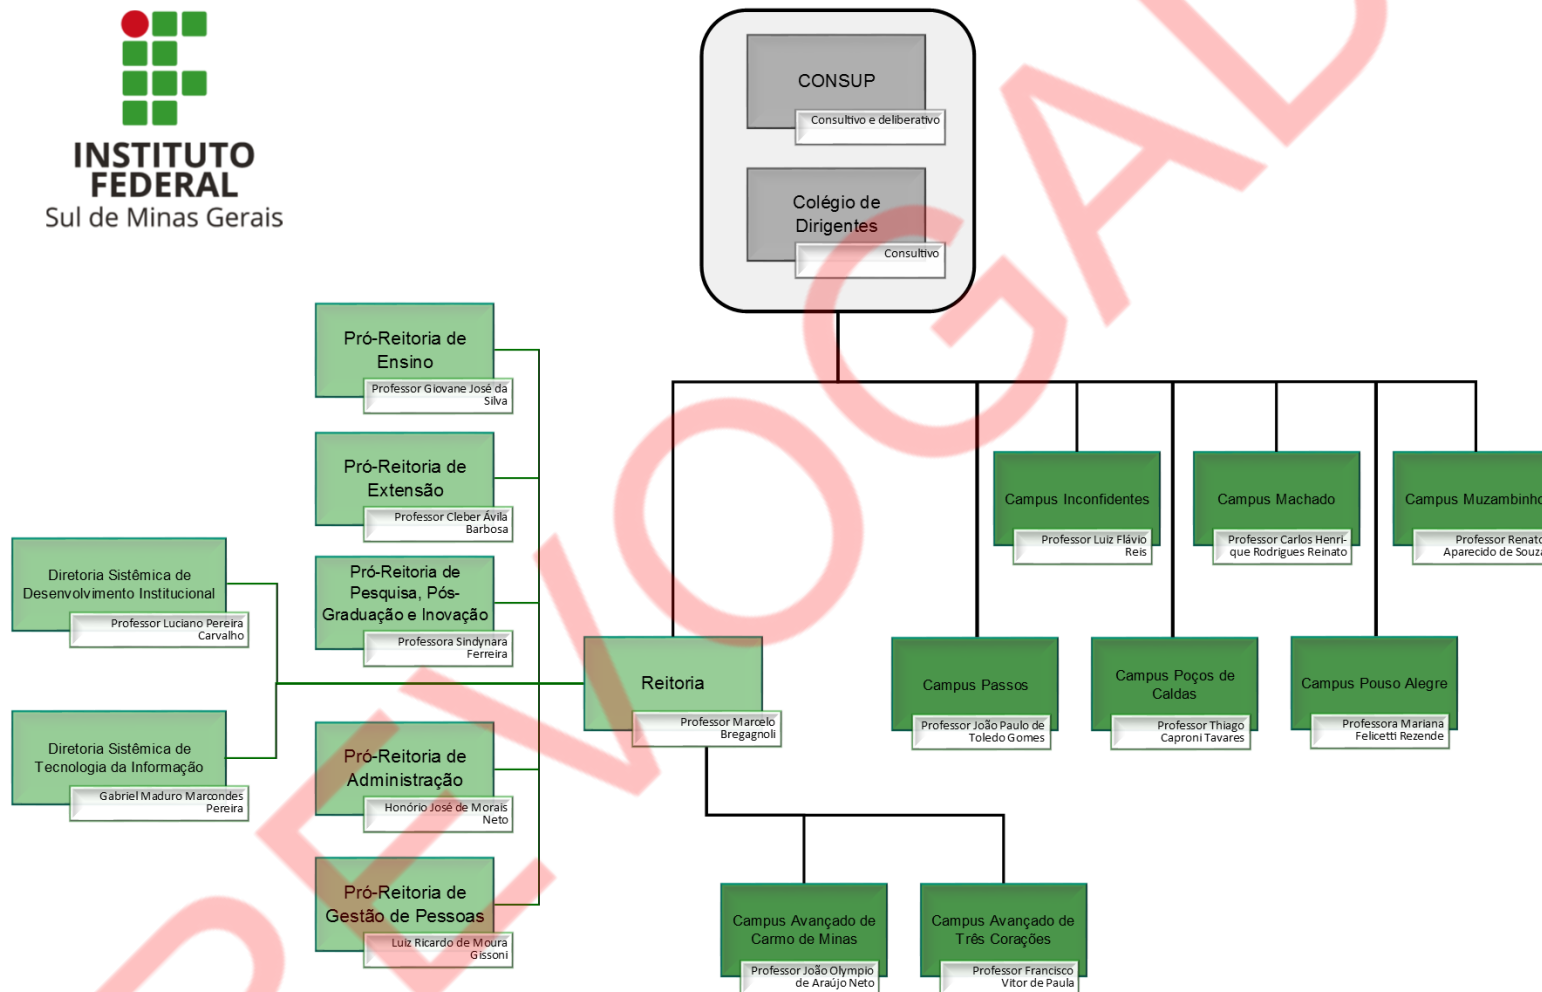 INSTITUTO
FEDERAL
Sul de Minas Gerais
CONSUP
Consultivo e deliberativo
Colégio de
Dirigentes
Consultivo
Pró-Reitoria de
Ensino
Professor Giovane José da
Silva
Pró-Reitoria de
Extensão
Professor Cleber Ávila
Barbosa
Pró-Reitoria de
Pesquisa, Pós-
Graduação e Inovação
Professora Sindynara
Ferreira
Diretoria Sistêmica de
Desenvolvimento Institucional
Professor Luciano Pereira
Carvalho
Diretoria Sistêmica de
Tecnologia da Informação
Gabriel Maduro Marcondes
Pereira
Pró-Reitoria de
Administração
Honório José de Morais
Neto
Pró-Reitoria de
Gestão de Pessoas
Luiz Ricardo de Moura
Gissoni
Reitoria
Professor Marcelo
Bregagnoli
Campus Inconfidentes
Professor Luiz Flávio
Reis
Campus Machado
Professor Carlos Henri-
que Rodrigues Reinato
Campus Muzambinho
Professor Renato
Aparecido de Souza
Campus Passos
Professor João Paulo de
Toledo Gomes
Campus Poços de
Caldas
Professor Thiago
Caproni Tavares
Campus Pouso Alegre
Professora Mariana
Felicetti Rezende
Campus Avançado de
Carmo de Minas
Professor João Olympio
de Araújo Neto
Campus Avançado de
Três Corações
Professor Francisco
Vitor de Paula
REVOGAD